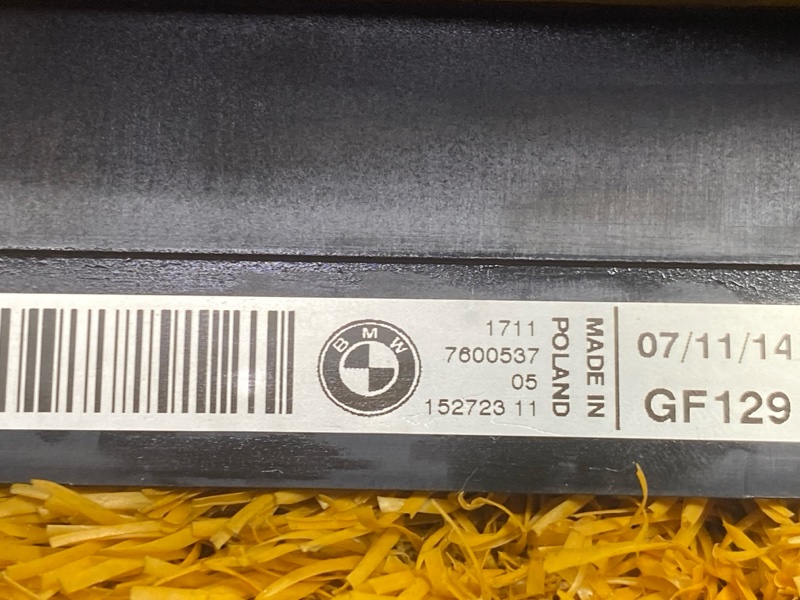 BMW
1711
7600537
05
152723 11
MADE IN
POLAND
07/11/14
GF129